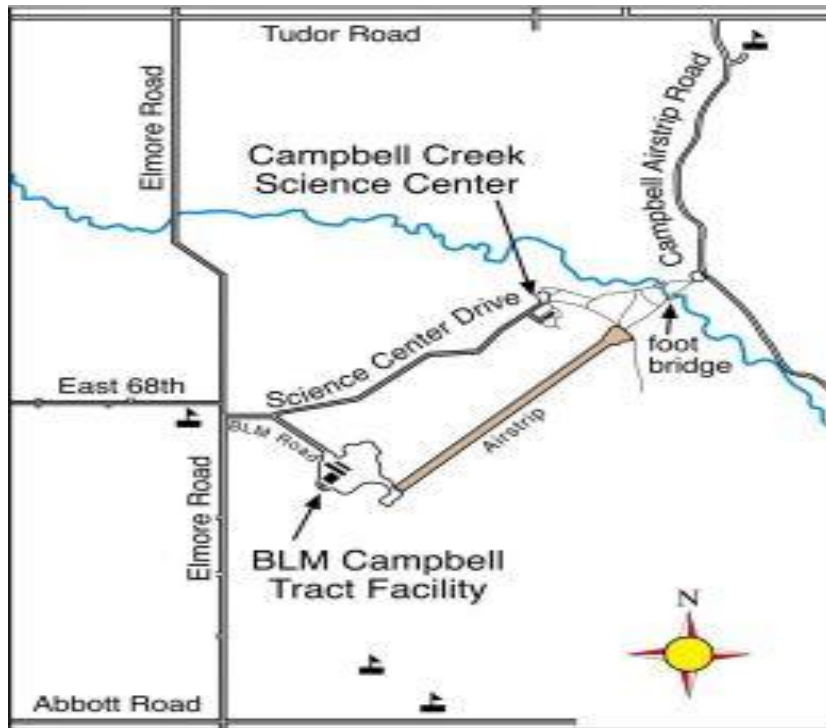 Tudor Road
Elmore Road
Campbell Airstrip Road
Campbell Creek
Science Center
Science Center Drive
foot
bridge
East 68th
BLM Road
Airstrip
Elmore Road
BLM Campbell
Tract Facility
N
Abbott Road